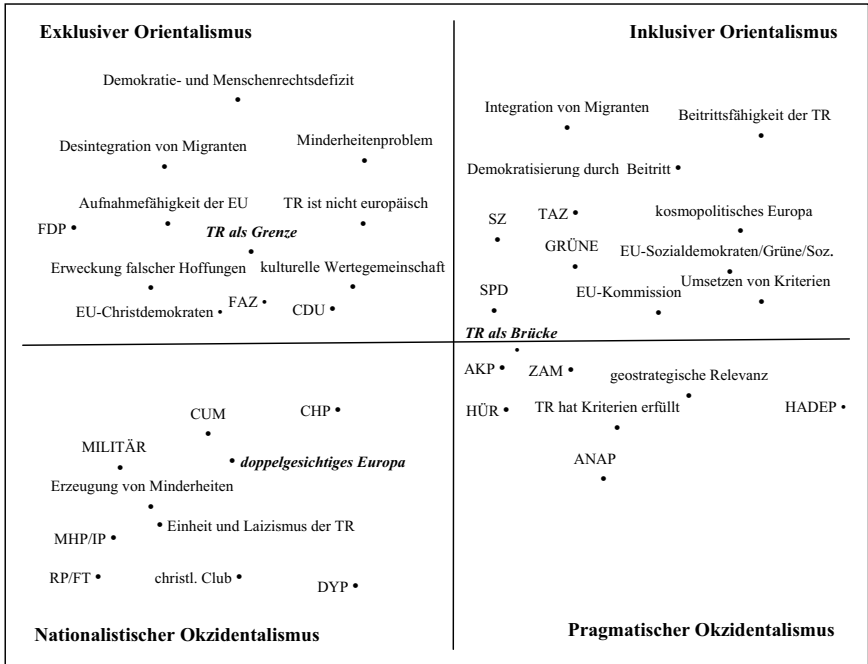 Exklusiver Orientalismus
Inklusiver Orientalismus
Demokratie- und Menschenrechtsdefizit
Integration von Migranten
Beitrittsfähigkeit der TR
Desintegration von Migranten
Minderheitenproblem
Demokratisierung durch Beitritt
Aufnahmefähigkeit der EU
TR ist nicht europäisch
SZ
TAZ
kosmopolitisches Europa
FDP
TR als Grenze
GRÜNE
EU-Sozialdemokraten/Grüne/Soz.
Erweckung falscher Hoffungen
kulturelle Wertegemeinschaft
SPD
EU-Kommission
Umsetzen von Kriterien
EU-Christdemokraten
FAZ
CDU
TR als Brücke
AKP
ZAM
geostrategische Relevanz
CUM
CHP
HÜR
TR hat Kriterien erfüllt
HADEP
MILITÄR
doppelgesichtiges Europa
ANAP
Erzeugung von Minderheiten
Einheit und Laizismus der TR
MHP/IP
RP/FT
christl. Club
DYP
Nationalistischer Okzidentalismus
Pragmatischer Okzidentalismus